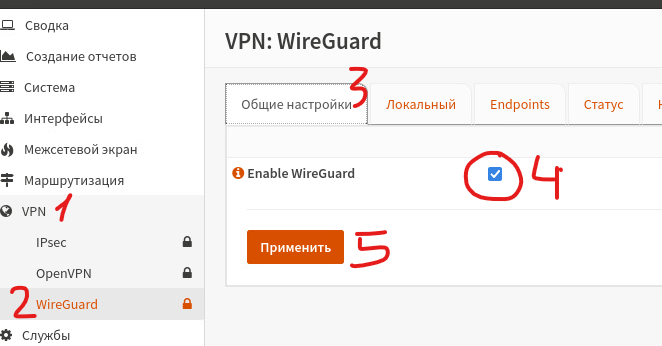 Сводка
Создание отчетов
Система
Интерфейсы
Межсетевой экран
Маршрутизация
VPN 1
IPsec
OpenVPN
2 WireGuard
Службы
VPN: WireGuard
3
Общие настройки Локальный Endpoints Статус
Enable WireGuard 4
Применить 5